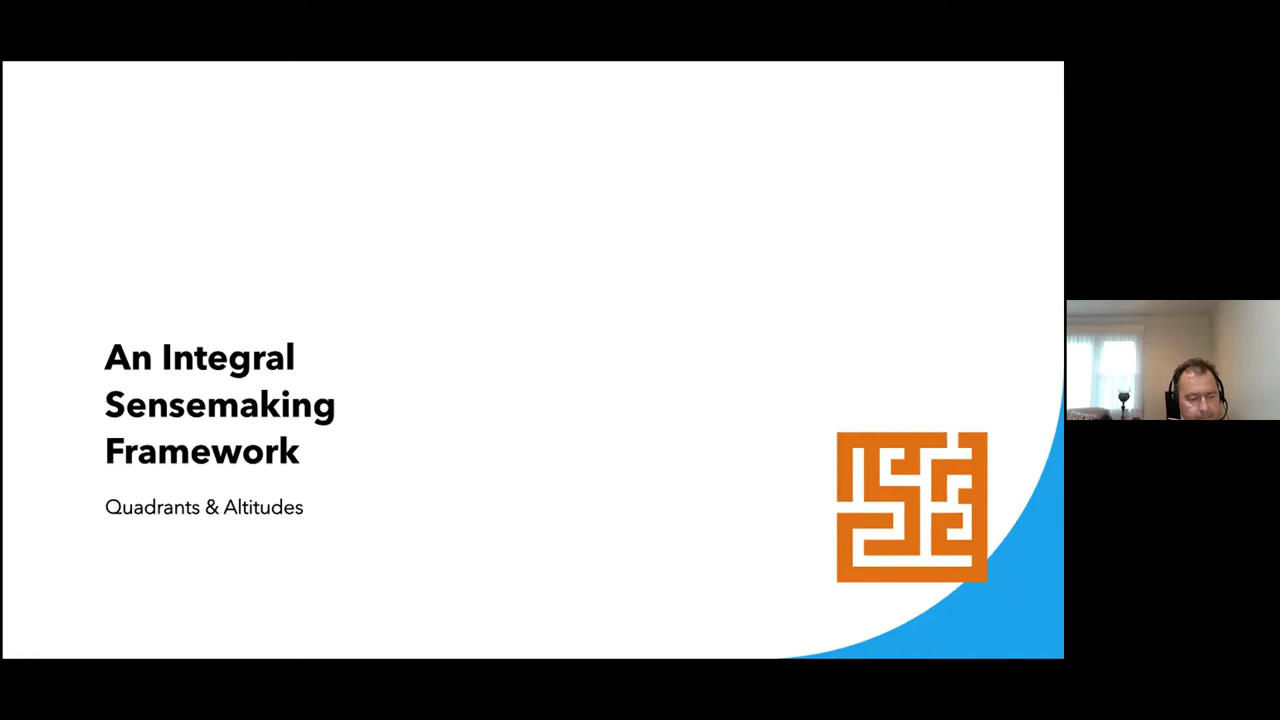 An Integral
Sensemaking
Framework
Quadrants & Altitudes